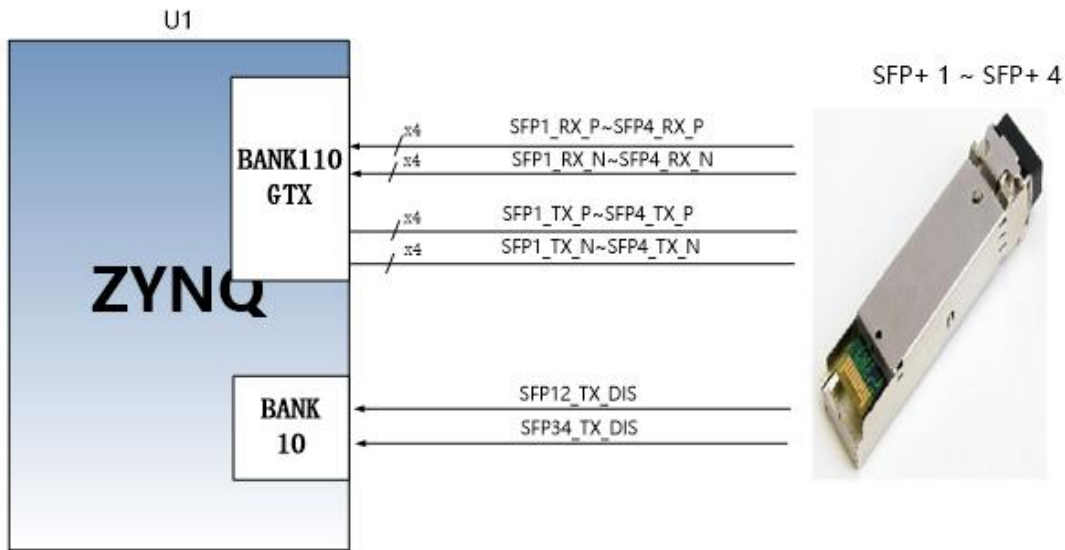 U1
SFP+ 1 ~ SFP+ 4
BANK110
GTX
x4
SFP1_RX_P~SFP4_RX_P
x4
SFP1_RX_N~SFP4_RX_N
x4
SFP1_TX_P~SFP4_TX_P
x4
SFP1_TX_N~SFP4_TX_N
ZYNQ
BANK
10
SFP12_TX_DIS
SFP34_TX_DIS